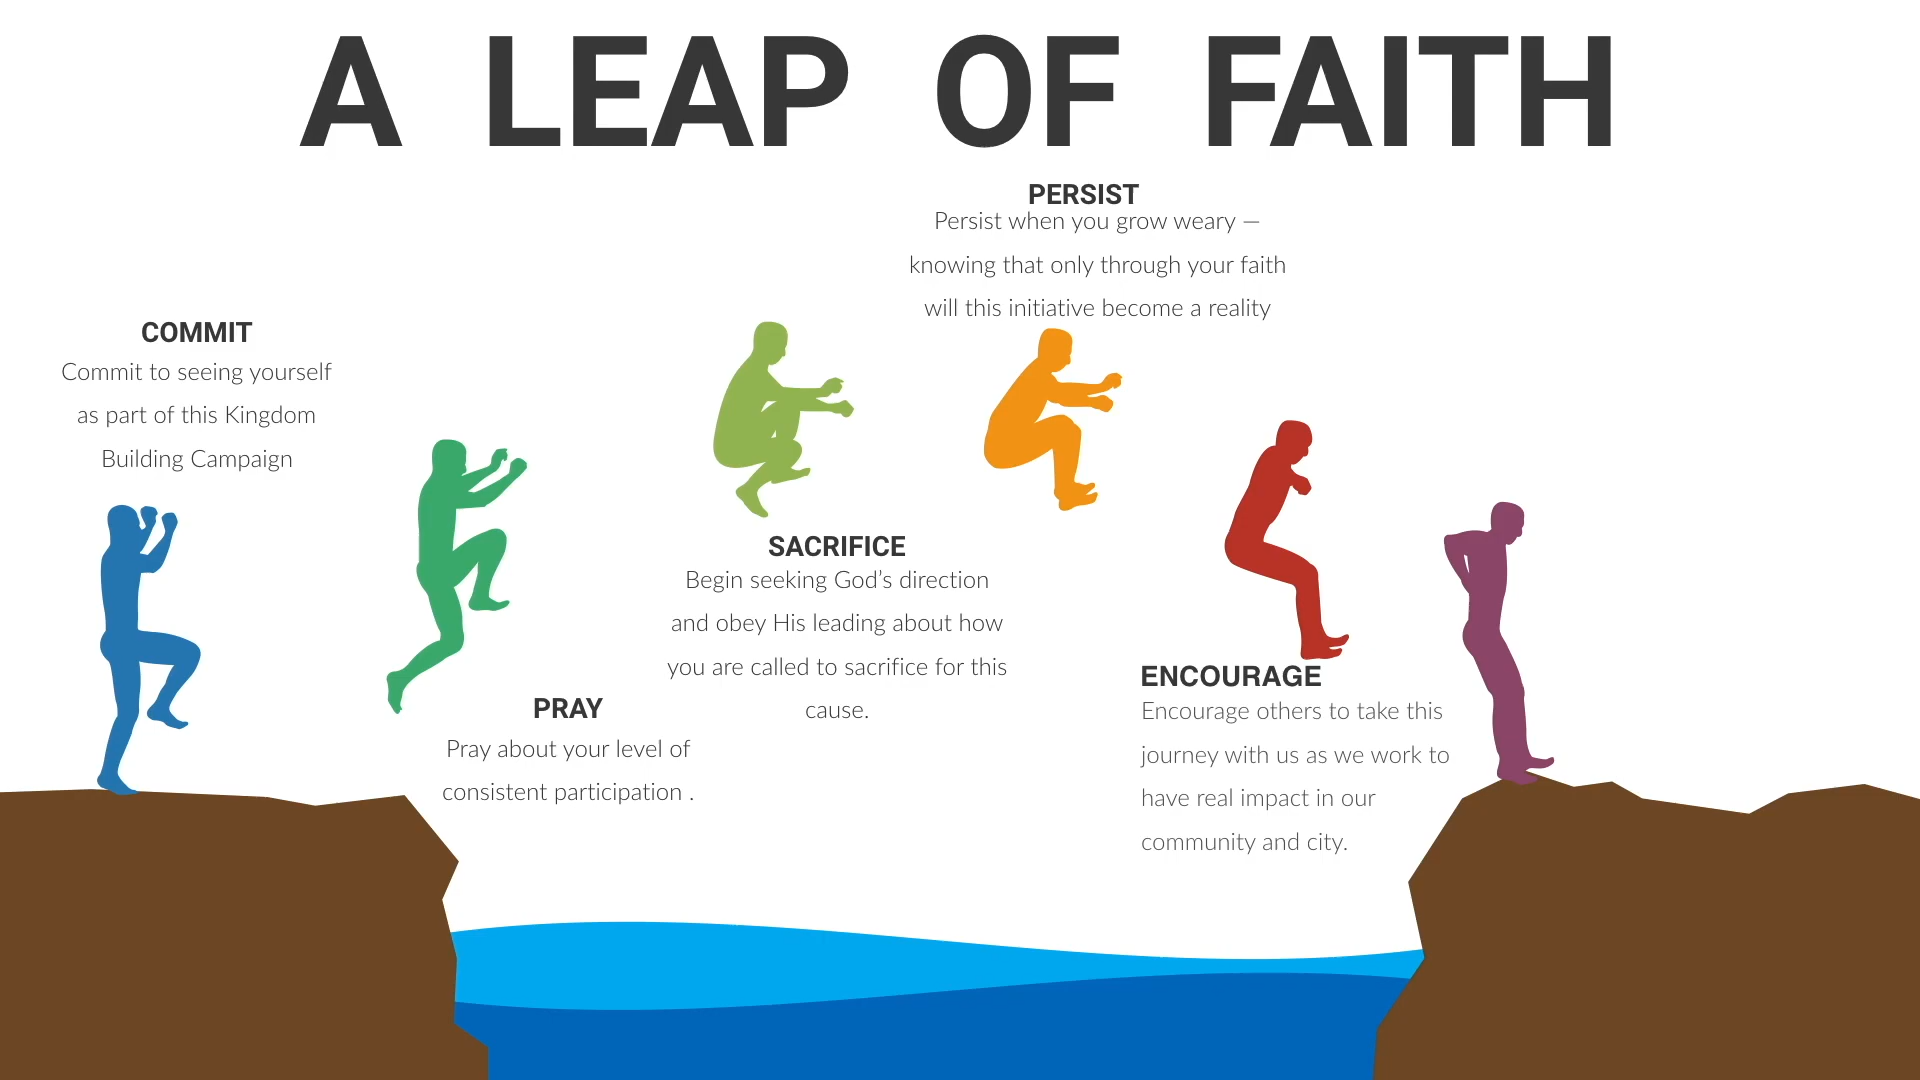 A LEAP OF FAITH
COMMIT
Commit to seeing yourself
as part of this Kingdom
Building Campaign
PRAY
Pray about your level of
consistent participation .
SACRIFICE
Begin seeking God’s direction
and obey His leading about how
you are called to sacrifice for this
cause.
PERSIST
Persist when you grow weary —
knowing that only through your faith
will this initiative become a reality
ENCOURAGE
Encourage others to take this
journey with us as we work to
have real impact in our
community and city.